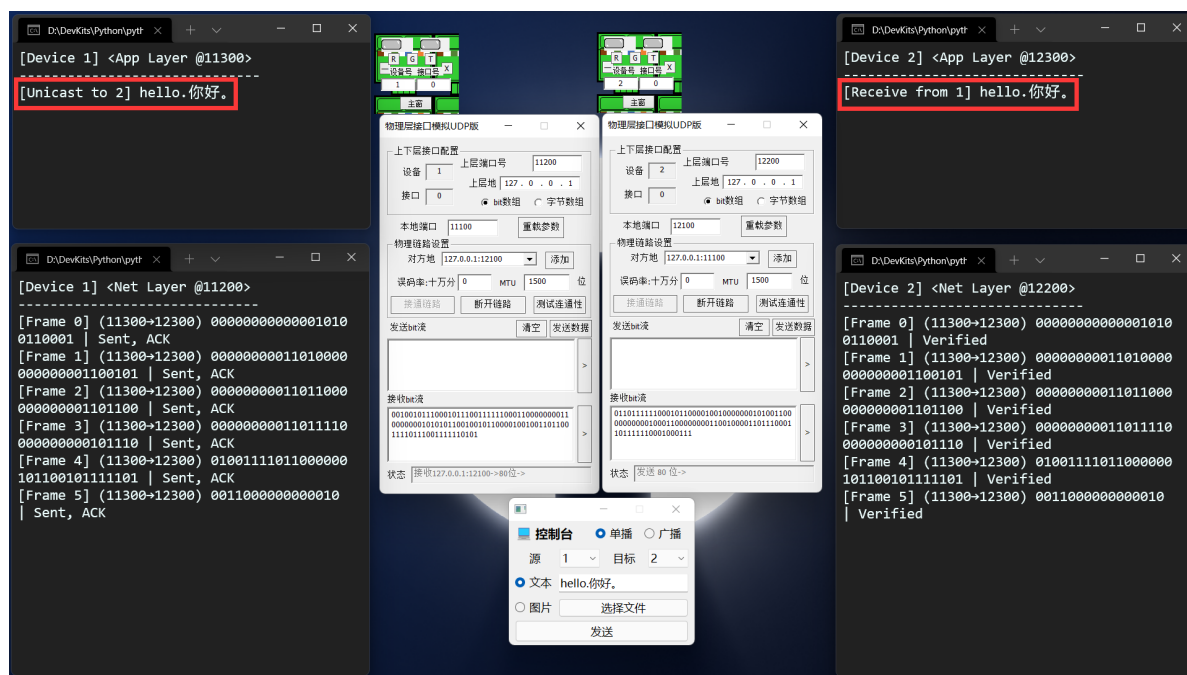 D:\DevKits\Python\pyth
[Device 1] <App Layer @11300>
[Unicast to 2] hello.你好。
D:\DevKits\Python\pyth
[Device 1] <Net Layer @11200>
[Frame 0] (11300→12300) 00000000000001010
0110001 | Sent, ACK
[Frame 1] (11300→12300) 00000000011010000
000000001100101 | Sent, ACK
[Frame 2] (11300→12300) 00000000011011000
000000001101100 | Sent, ACK
[Frame 3] (11300→12300) 00000000011011110
000000000101110 | Sent, ACK
[Frame 4] (11300→12300) 01001111011000000
101100101111101 | Sent, ACK
[Frame 5] (11300→12300) 0011000000000010
| Sent, ACK
R G T
设备号 接口号 X
1 0
主窗
物理层接口模拟UDP版
上下层接口配置
设备 1 上层端口号 11200
上层地 127 . 0 . 0 . 1
接口 0 bit数组 字节数组
本地端口 11100 重载参数
物理链路设置
对方地 127.0.0.1:12100 添加
误码率:十万分 0 MTU 1500 位
接通链路 断开链路 测试连通性
发送bit流 清空 发送数据
>
接收bit流
>
状态 接收127.0.0.1:12100->80位->
R G T
设备号 接口号 X
2 0
主窗
物理层接口模拟UDP版
上下层接口配置
设备 2 上层端口号 12200
上层地 127 . 0 . 0 . 1
接口 0 bit数组 字节数组
本地端口 12100 重载参数
物理链路设置
对方地 127.0.0.1:11100 添加
误码率:十万分 0 MTU 1500 位
接通链路 断开链路 测试连通性
发送bit流 清空 发送数据
>
接收bit流
>
状态 发送 80 位->
控制台 单播 广播
源 1 目标 2
文本 hello.你好。
图片 选择文件
发送
D:\DevKits\Python\pyth
[Device 2] <App Layer @12300>
[Receive from 1] hello.你好。
D:\DevKits\Python\pyth
[Device 2] <Net Layer @12200>
[Frame 0] (11300→12300) 00000000000001010
0110001 | Verified
[Frame 1] (11300→12300) 00000000011010000
000000001100101 | Verified
[Frame 2] (11300→12300) 00000000011011000
000000001101100 | Verified
[Frame 3] (11300→12300) 00000000011011110
000000000101110 | Verified
[Frame 4] (11300→12300) 01001111011000000
101100101111101 | Verified
[Frame 5] (11300→12300) 0011000000000010
| Verified